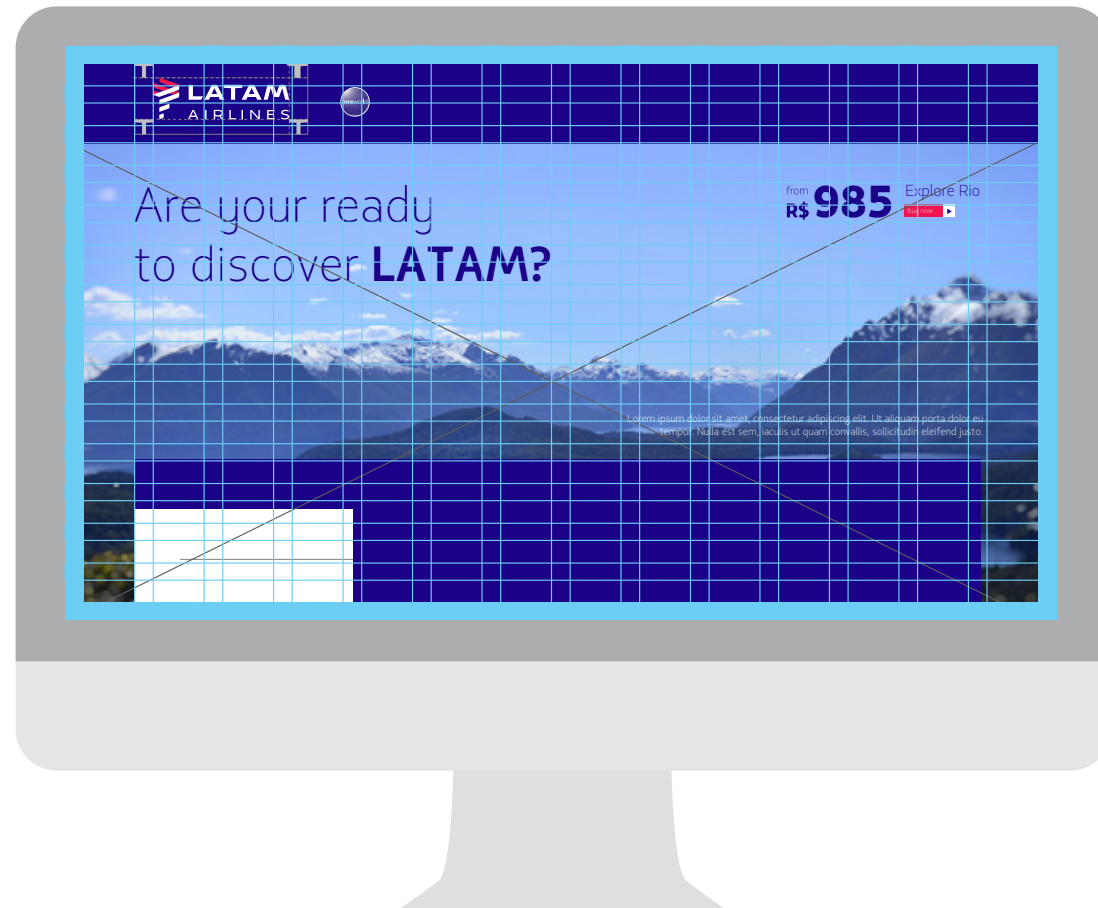 LATAM
AIRLINES
oneworld
Are your ready
to discover LATAM?
from
R$ 985
Explore Rio
buy now
Lorem ipsum dolor sit amet, consectetur adipiscing elit. Ut aliquam porta dolor eu
tempor. Nulla est sem, iaculis ut quam convallis, sollicitudin eleifend justo.